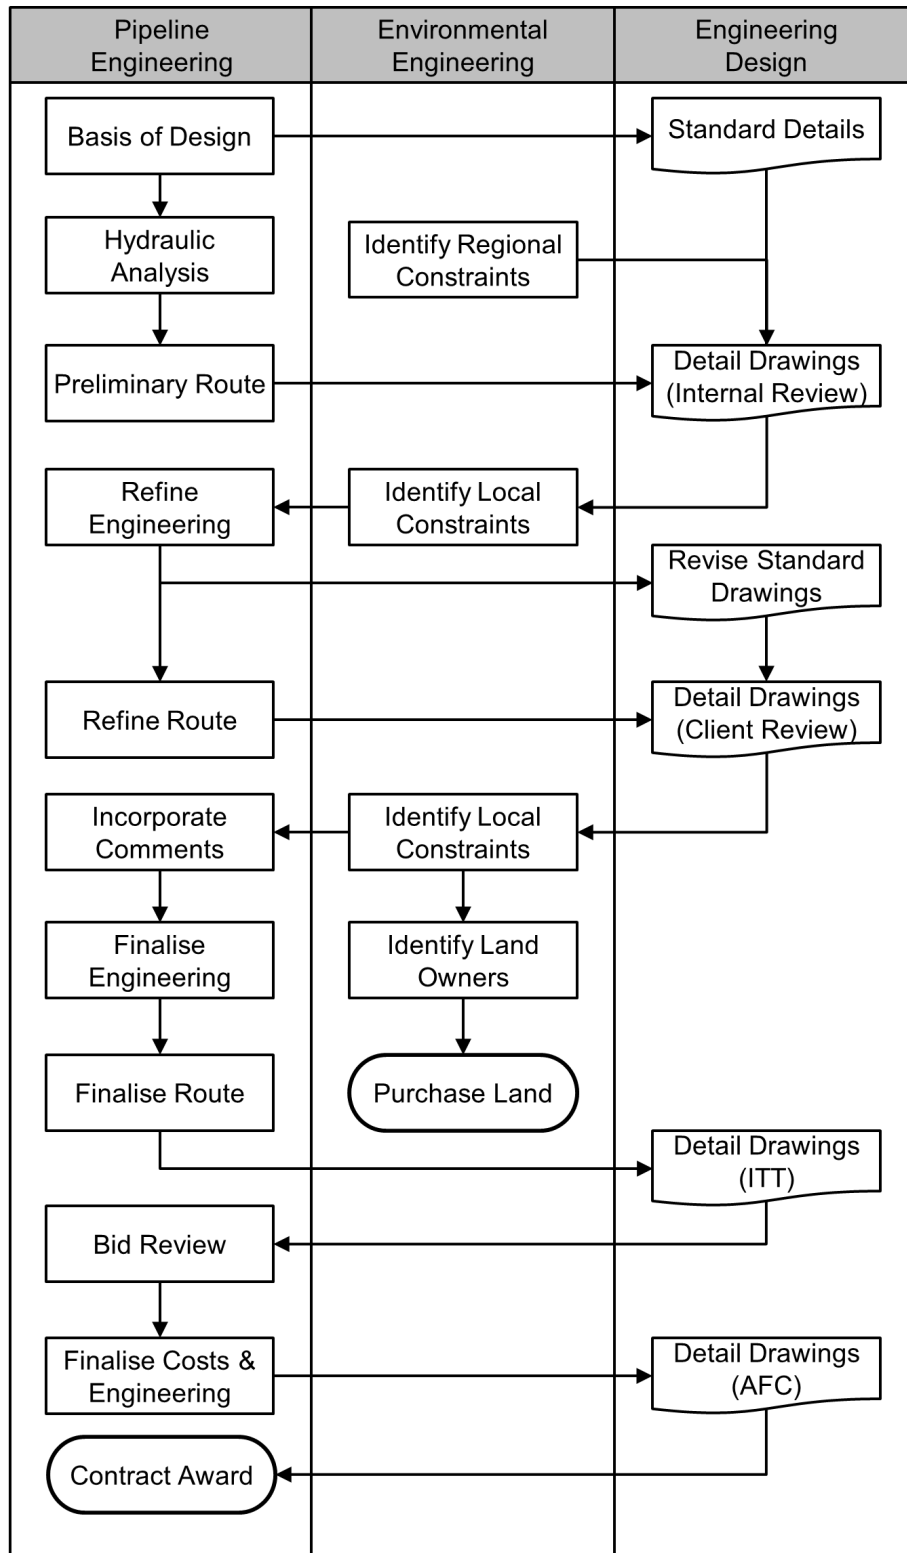 Pipeline
Engineering
Environmental
Engineering
Engineering
Design
Basis of Design
Standard Details
Hydraulic
Analysis
Identify Regional
Constraints
Preliminary Route
Detail Drawings
(Internal Review)
Refine
Engineering
Identify Local
Constraints
Revise Standard
Drawings
Refine Route
Detail Drawings
(Client Review)
Incorporate
Comments
Identify Local
Constraints
Finalise
Engineering
Identify Land
Owners
Finalise Route
Purchase Land
Detail Drawings
(ITT)
Bid Review
Finalise Costs &
Engineering
Detail Drawings
(AFC)
Contract Award